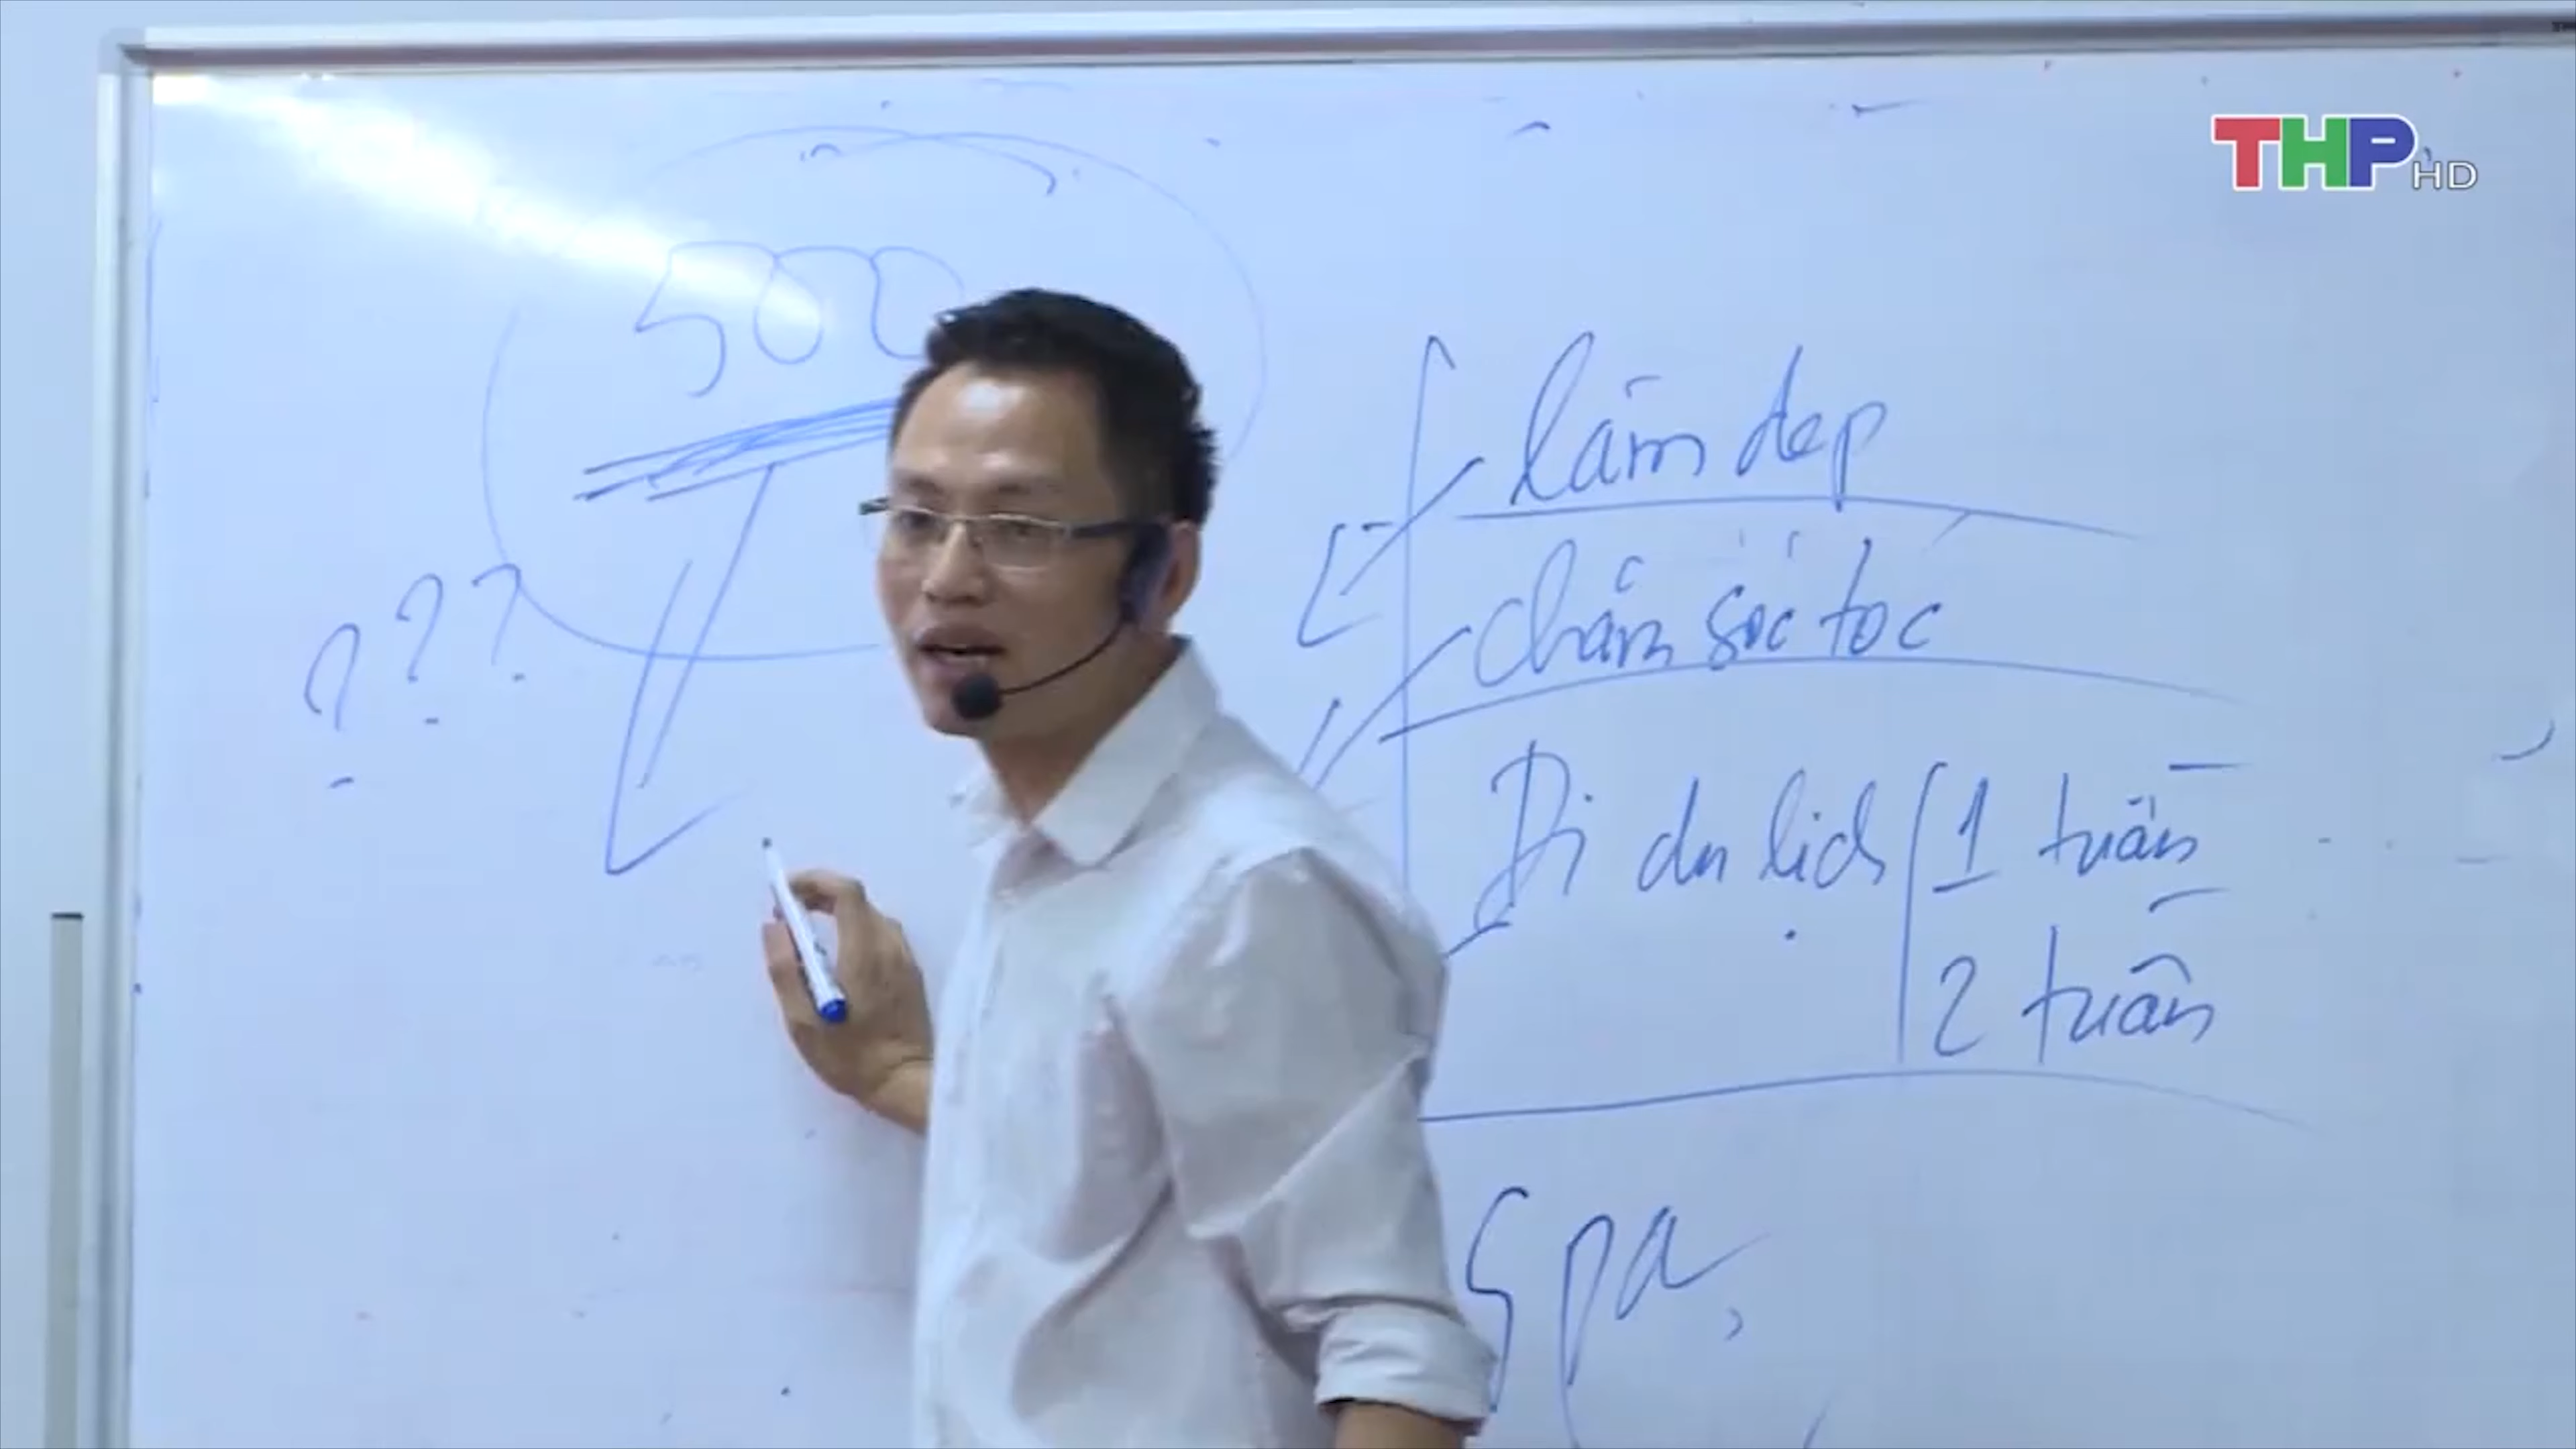 THP HD
500
? ? ?
làm đẹp
chăm sóc tóc
Đi du lịch 1 tuần
2 tuần
Spa,